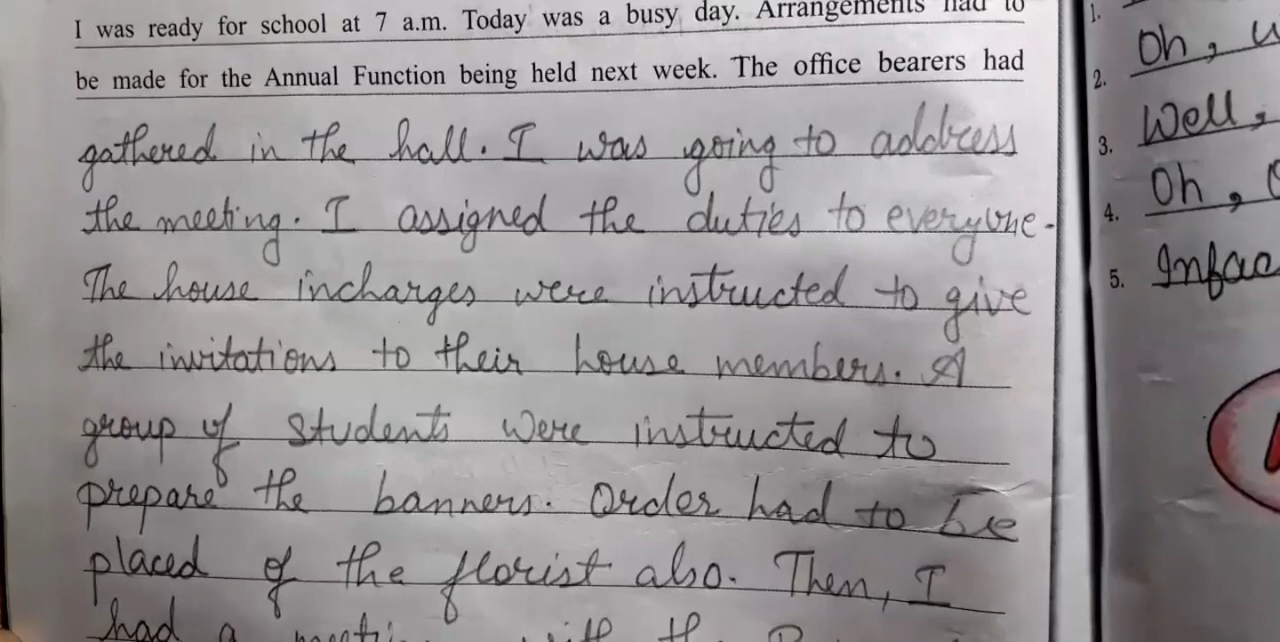 I was ready for school at 7 a.m. Today was a busy day. Arrangements had to
be made for the Annual Function being held next week. The office bearers had
gathered in the hall. I was going to address
the meeting. I assigned the duties to everyone.
The house incharges were instructed to give
the invitations to their house members. A
group of students were instructed to
prepare the banners. Order had to be
placed of the florist also. Then, I
had a
1.
2. Oh,
3. Well,
4. Oh,
5.